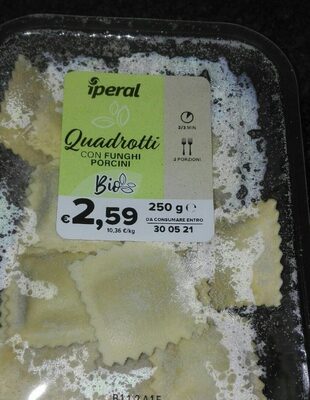 iperal
Quadrotti
CON FUNGHI
PORCINI
Bio
2/3 MIN
2 PORZIONI
€2,59
10,36 €/kg
250 g ℮
DA CONSUMARE ENTRO
30 05 21